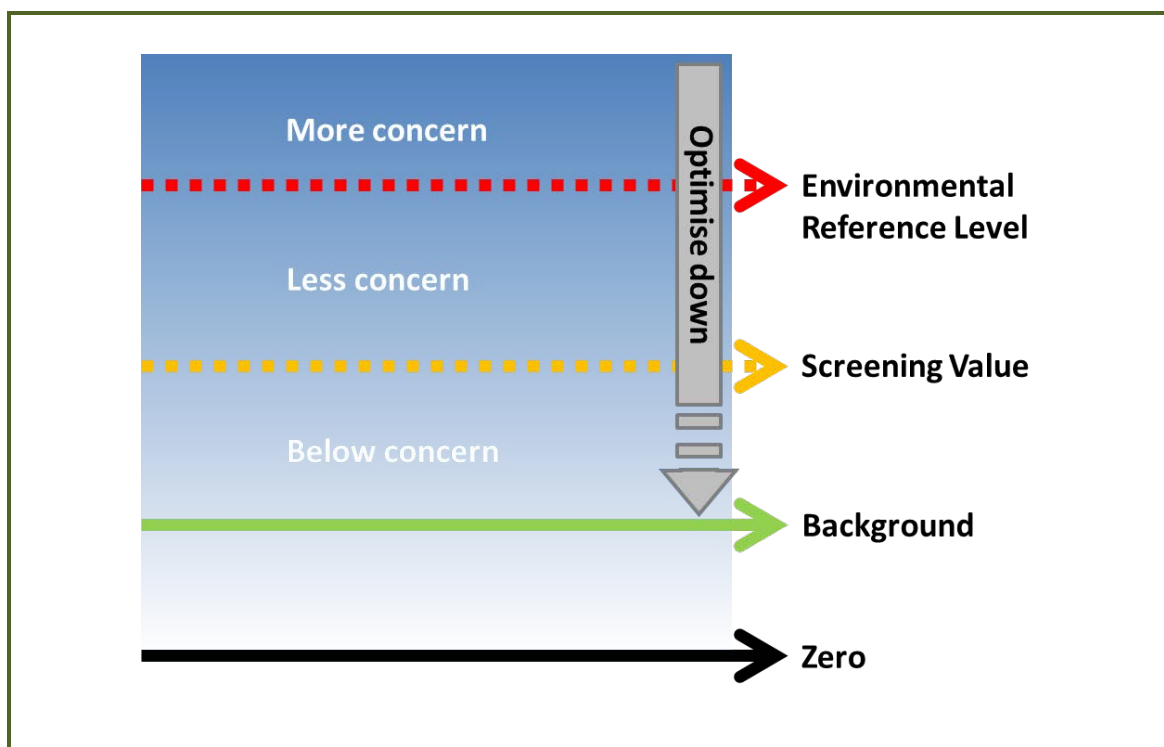 More concern
Optimise down
Environmental
Reference Level
Less concern
Screening Value
Below concern
Background
Zero